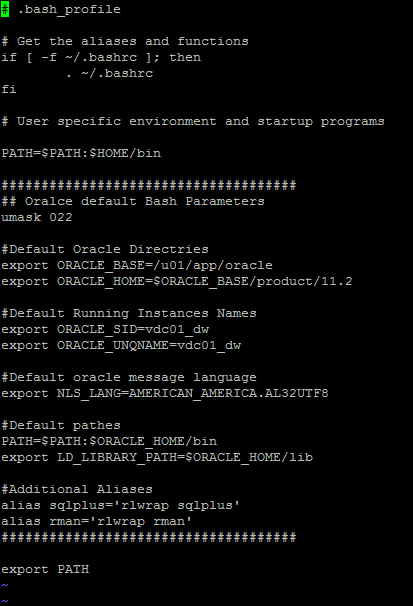 # .bash_profile
# Get the aliases and functions
if [ -f ~/.bashrc ]; then
        . ~/.bashrc
fi
# User specific environment and startup programs
PATH=$PATH:$HOME/bin
#####################################
## Oralce default Bash Parameters
umask 022
#Default Oracle Directries
export ORACLE_BASE=/u01/app/oracle
export ORACLE_HOME=$ORACLE_BASE/product/11.2
#Default Running Instances Names
export ORACLE_SID=vdc01_dw
export ORACLE_UNQNAME=vdc01_dw
#Default oracle message language
export NLS_LANG=AMERICAN_AMERICA.AL32UTF8
#Default pathes
PATH=$PATH:$ORACLE_HOME/bin
export LD_LIBRARY_PATH=$ORACLE_HOME/lib
#Additional Aliases
alias sqlplus='rlwrap sqlplus'
alias rman='rlwrap rman'
#####################################
export PATH
~
~